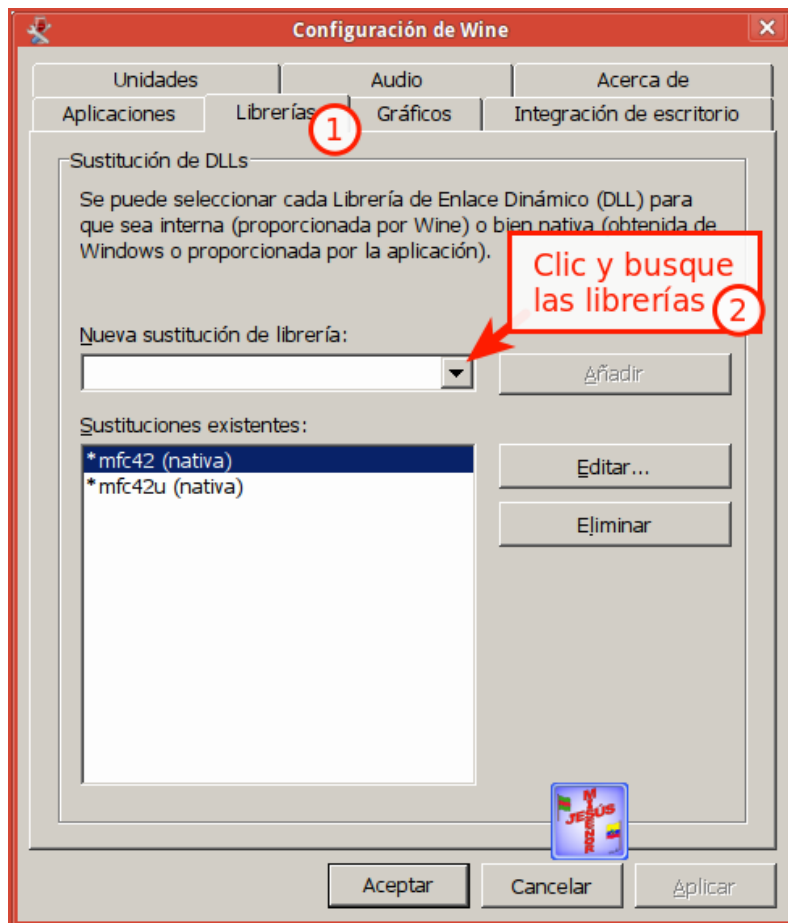 Configuración de Wine
Unidades
Audio
Acerca de
Aplicaciones
Librerías
1
Gráficos
Integración de escritorio
Sustitución de DLLs
Se puede seleccionar cada Librería de Enlace Dinámico (DLL) para
que sea interna (proporcionada por Wine) o bien nativa (obtenida de
Windows o proporcionada por la aplicación).
Clic y busque
las librerías 2
Nueva sustitución de librería:
Añadir
Sustituciones existentes:
*mfc42 (nativa)
*mfc42u (nativa)
Editar...
Eliminar
JESÚS
Aceptar
Cancelar
Aplicar